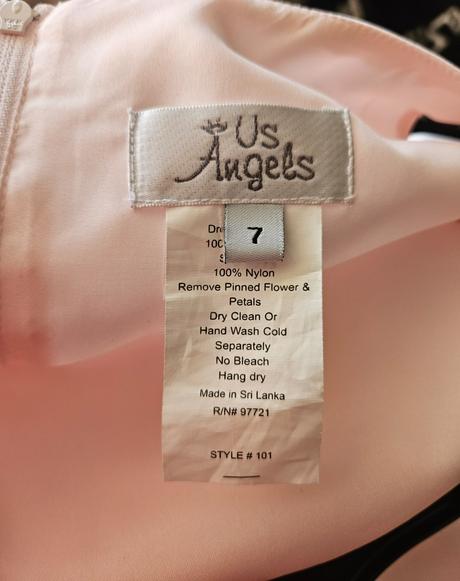 Us
Angels
7
100% Nylon
Remove Pinned Flower &
Petals
Dry Clean Or
Hand Wash Cold
Separately
No Bleach
Hang dry
Made in Sri Lanka
R/N# 97721
STYLE # 101